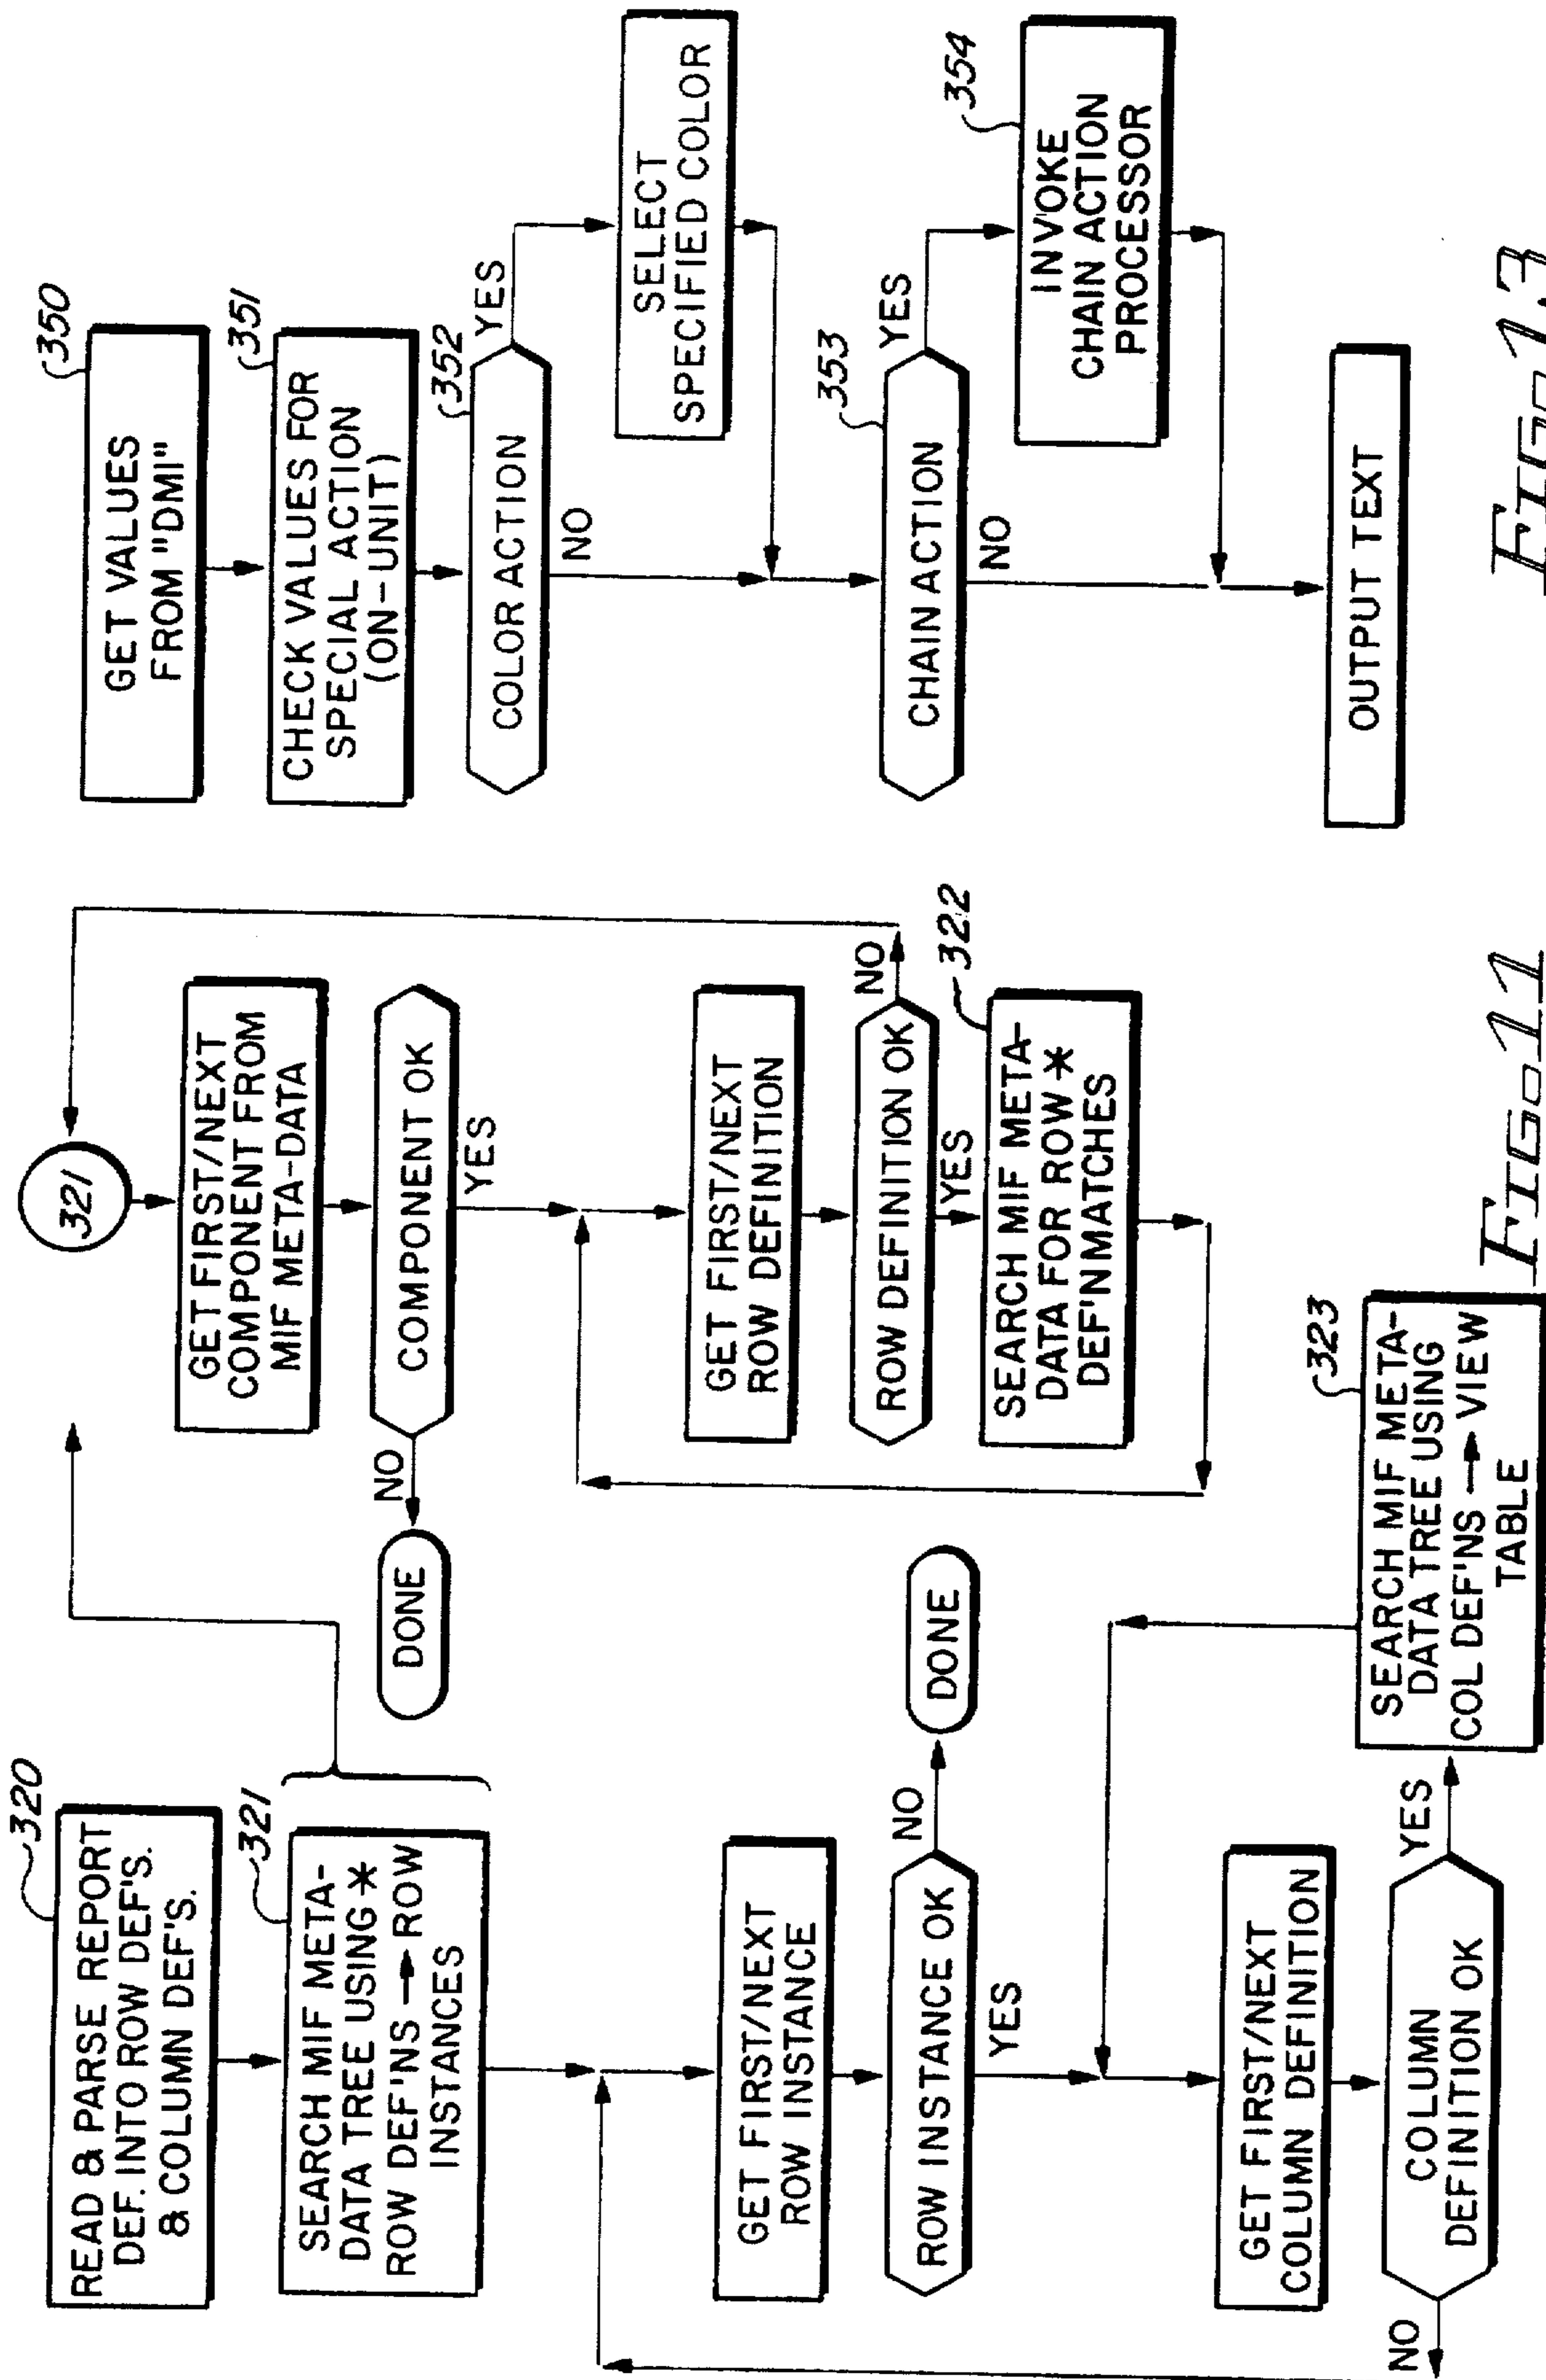 320
READ & PARSE REPORT
DEF. INTO ROW DEF'S.
& COLUMN DEF'S.
321
SEARCH MIF META-
DATA TREE USING *
ROW DEF'NS → ROW
INSTANCES
GET FIRST/NEXT
ROW INSTANCE
ROW INSTANCE OK
NO
DONE
YES
GET FIRST/NEXT
COLUMN DEFINITION
COLUMN
DEFINITION OK
NO
YES
323
SEARCH MIF META-
DATA TREE USING
COL DEF'NS → VIEW
TABLE
321
GET FIRST/NEXT
COMPONENT FROM
MIF META-DATA
COMPONENT OK
NO
DONE
YES
GET FIRST/NEXT
ROW DEFINITION
ROW DEFINITION OK
NO
YES
322
SEARCH MIF META-
DATA FOR ROW *
DEF'N MATCHES
FIG. 11
350
GET VALUES
FROM "DMI"
351
CHECK VALUES FOR
SPECIAL ACTION
(ON-UNIT)
352
COLOR ACTION
YES
NO
SELECT
SPECIFIED COLOR
353
CHAIN ACTION
YES
NO
354
INVOKE
CHAIN ACTION
PROCESSOR
OUTPUT TEXT
FIG. 13